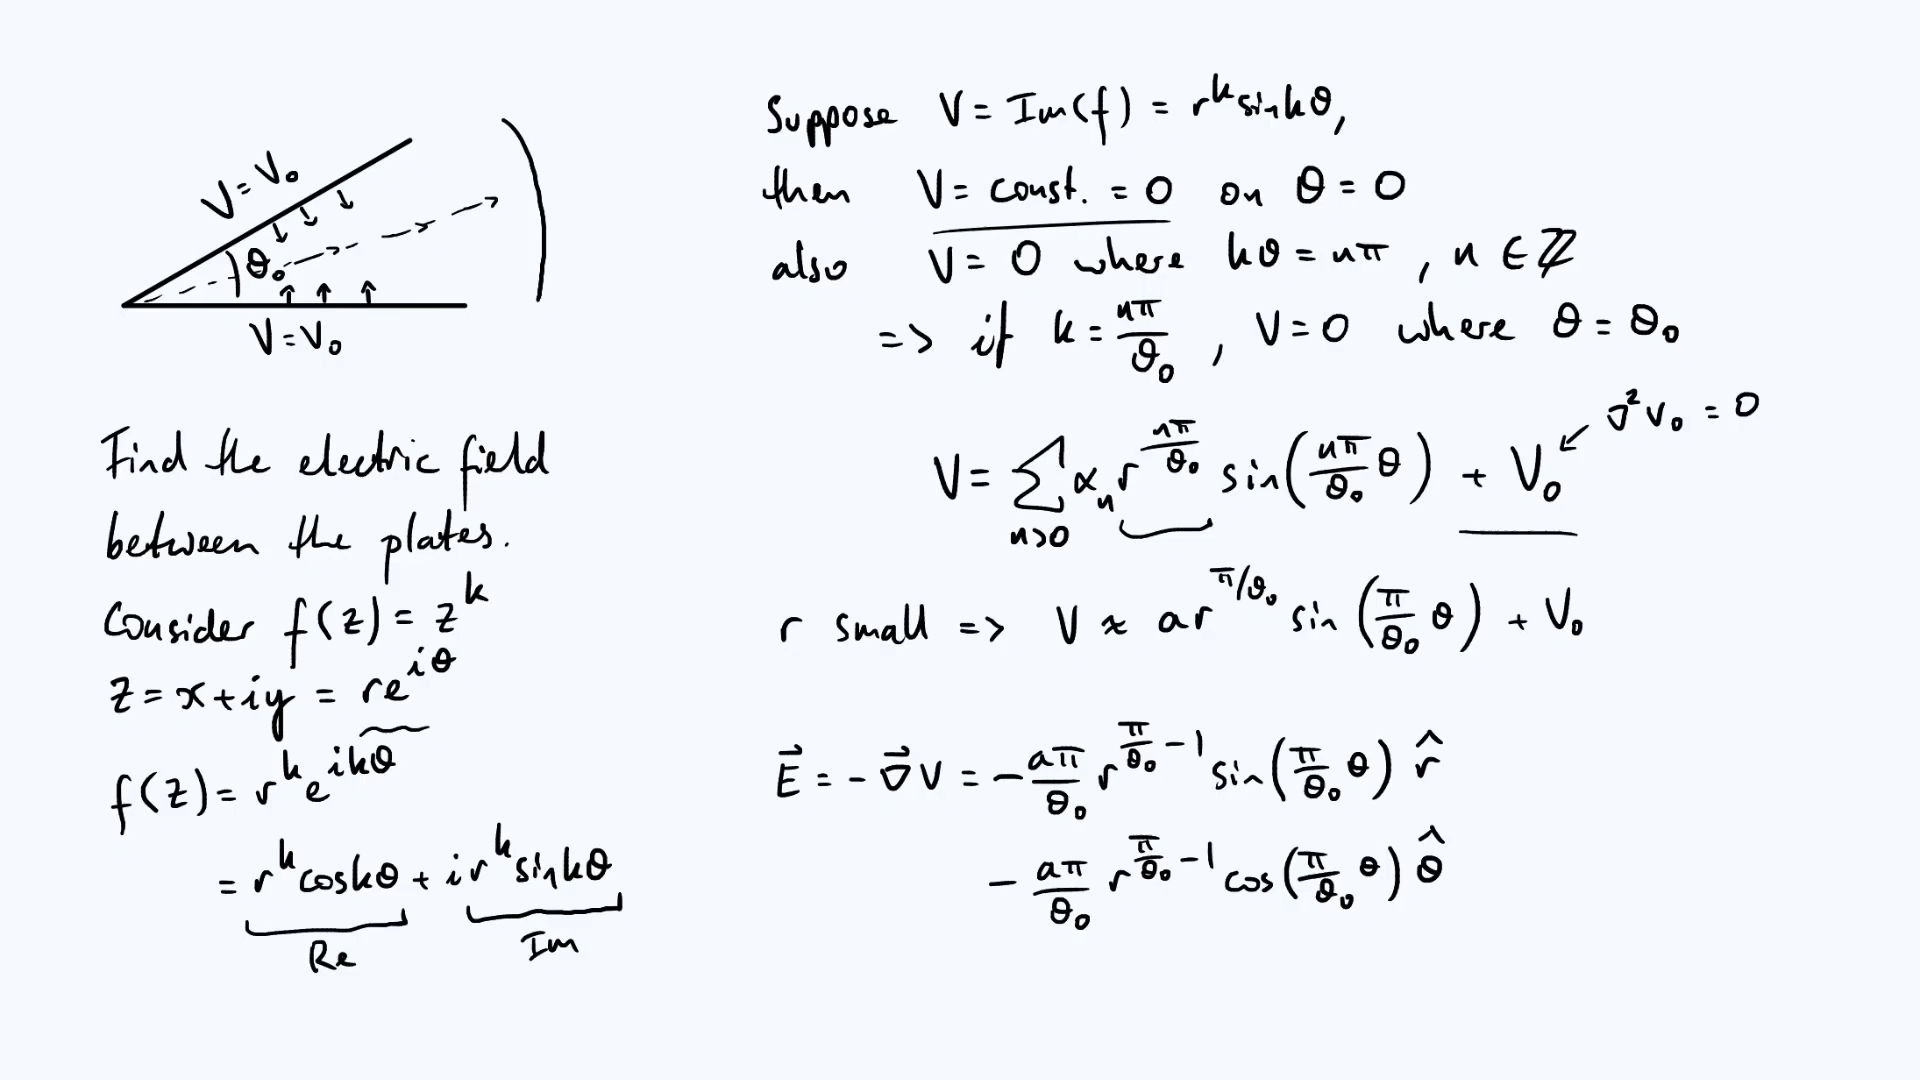 V = V₀
θ₀
V = V₀
Find the electric field
between the plates.
Consider f(z) = z^k
z = x + iy = re^{iθ}
f(z) = r^k e^{ikθ}
= r^k cos kθ + i r^k sin kθ
Re Im
Suppose V = Im(f) = r^k sin kθ,
then V = const. = 0 on θ = 0
also V = 0 where kθ = nπ, n ∈ ℤ
=> if k = nπ/θ₀, V = 0 where θ = θ₀
∇²V₀ = 0
V = Σ_{n>0} α_n r^{nπ/θ₀} sin(nπ/θ₀ θ) + V₀
r small => V ≈ ar^{π/θ₀} sin(π/θ₀ θ) + V₀
E⃗ = -∇⃗V = -aπ/θ₀ r^{π/θ₀ - 1} sin(π/θ₀ θ) r̂
- aπ/θ₀ r^{π/θ₀ - 1} cos(π/θ₀ θ) θ̂